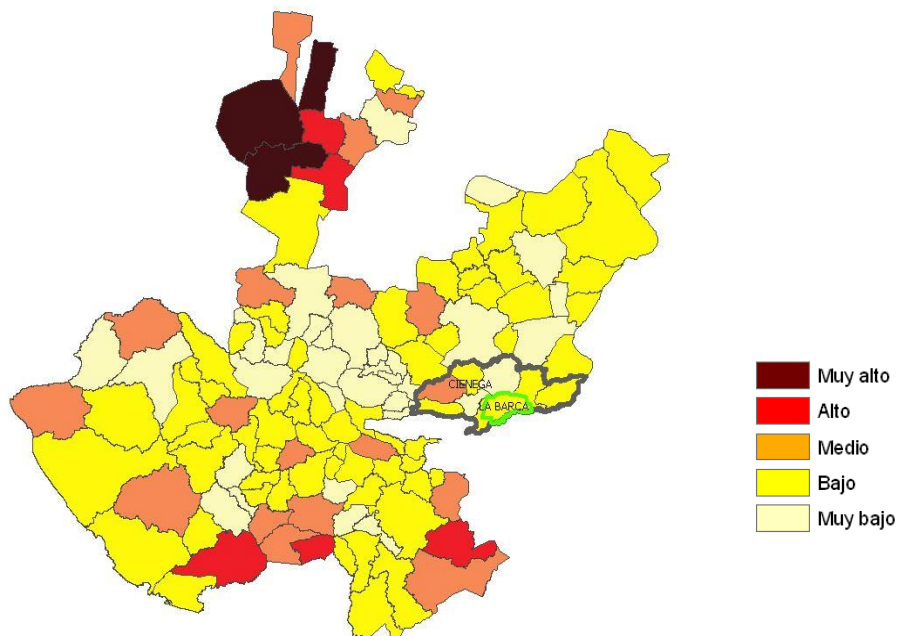 CIENEGA
LA BARCA
Muy alto
Alto
Medio
Bajo
Muy bajo